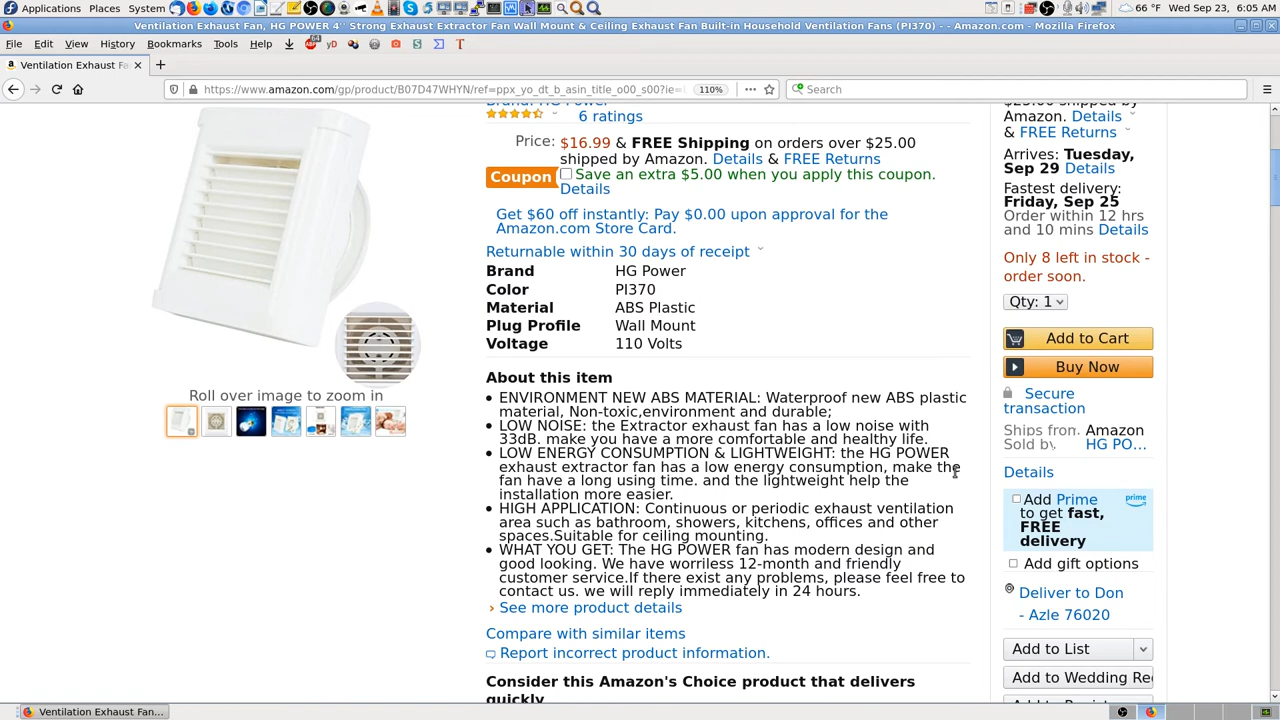 Applications Places System 66 °F Wed Sep 23, 6:05 AM
Ventilation Exhaust Fan, HG POWER 4'' Strong Exhaust Extractor Fan Wall Mount & Ceiling Exhaust Fan Built-in Household Ventilation Fans (PI370) - - Amazon.com - Mozilla Firefox
File Edit View History Bookmarks Tools Help
Ventilation Exhaust Fa
https://www.amazon.com/gp/product/B07D47WHYN/ref=ppx_yo_dt_b_asin_title_o00_s00?ie= 110% Search
Brand: HG Power
6 ratings
Price: $16.99 & FREE Shipping on orders over $25.00
shipped by Amazon. Details & FREE Returns
Coupon Save an extra $5.00 when you apply this coupon.
Details
Get $60 off instantly: Pay $0.00 upon approval for the
Amazon.com Store Card.
Returnable within 30 days of receipt
Brand HG Power
Color PI370
Material ABS Plastic
Plug Profile Wall Mount
Voltage 110 Volts
Roll over image to zoom in
About this item
• ENVIRONMENT NEW ABS MATERIAL: Waterproof new ABS plastic
material, Non-toxic,environment and durable;
• LOW NOISE: the Extractor exhaust fan has a low noise with
33dB. make you have a more comfortable and healthy life.
• LOW ENERGY CONSUMPTION & LIGHTWEIGHT: the HG POWER
exhaust extractor fan has a low energy consumption, make the
fan have a long using time. and the lightweight help the
installation more easier.
• HIGH APPLICATION: Continuous or periodic exhaust ventilation
area such as bathroom, showers, kitchens, offices and other
spaces.Suitable for ceiling mounting.
• WHAT YOU GET: The HG POWER fan has modern design and
good looking. We have worriless 12-month and friendly
customer service.If there exist any problems, please feel free to
contact us. we will reply immediately in 24 hours.
› See more product details
Compare with similar items
Report incorrect product information.
Consider this Amazon's Choice product that delivers
quickly
$25.00 shipped by
Amazon. Details
& FREE Returns
Arrives: Tuesday,
Sep 29 Details
Fastest delivery:
Friday, Sep 25
Order within 12 hrs
and 10 mins Details
Only 8 left in stock -
order soon.
Qty: 1
Add to Cart
Buy Now
Secure
transaction
Ships from Amazon
Sold by HG PO...
Details
Add Prime
to get fast,
FREE
delivery
prime
Add gift options
Deliver to Don
- Azle 76020
Add to List
Add to Wedding Re
Ventilation Exhaust Fan...